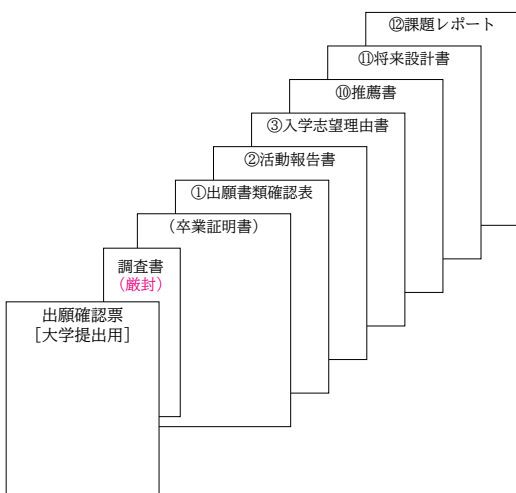 ⑫課題レポート
⑪将来設計書
⑩推薦書
③入学志望理由書
②活動報告書
①出願書類確認表
（卒業証明書）
調査書
（厳封）
出願確認票
［大学提出用］